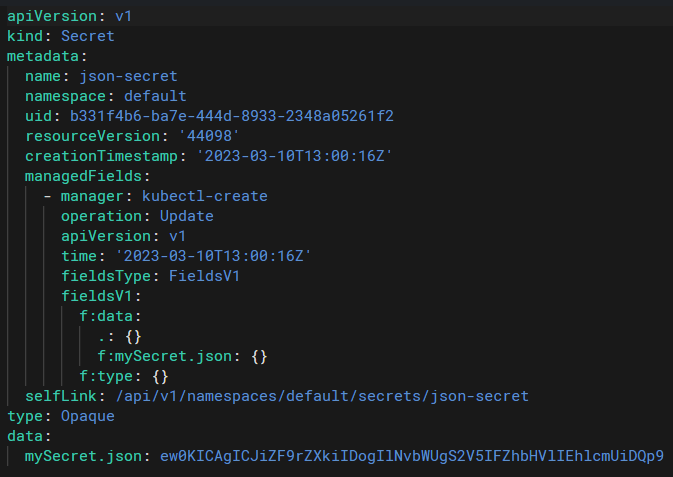 apiVersion: v1
kind: Secret
metadata:
  name: json-secret
  namespace: default
  uid: b331f4b6-ba7e-444d-8933-2348a05261f2
  resourceVersion: '44098'
  creationTimestamp: '2023-03-10T13:00:16Z'
  managedFields:
    - manager: kubectl-create
      operation: Update
      apiVersion: v1
      time: '2023-03-10T13:00:16Z'
      fieldsType: FieldsV1
      fieldsV1:
        f:data:
          .: {}
          f:mySecret.json: {}
        f:type: {}
  selfLink: /api/v1/namespaces/default/secrets/json-secret
type: Opaque
data:
  mySecret.json: ew0KICAgICJiZF9rZXkiIDogIlNvbWUgS2V5IFZhbHVlIEhlcmUiDQp9